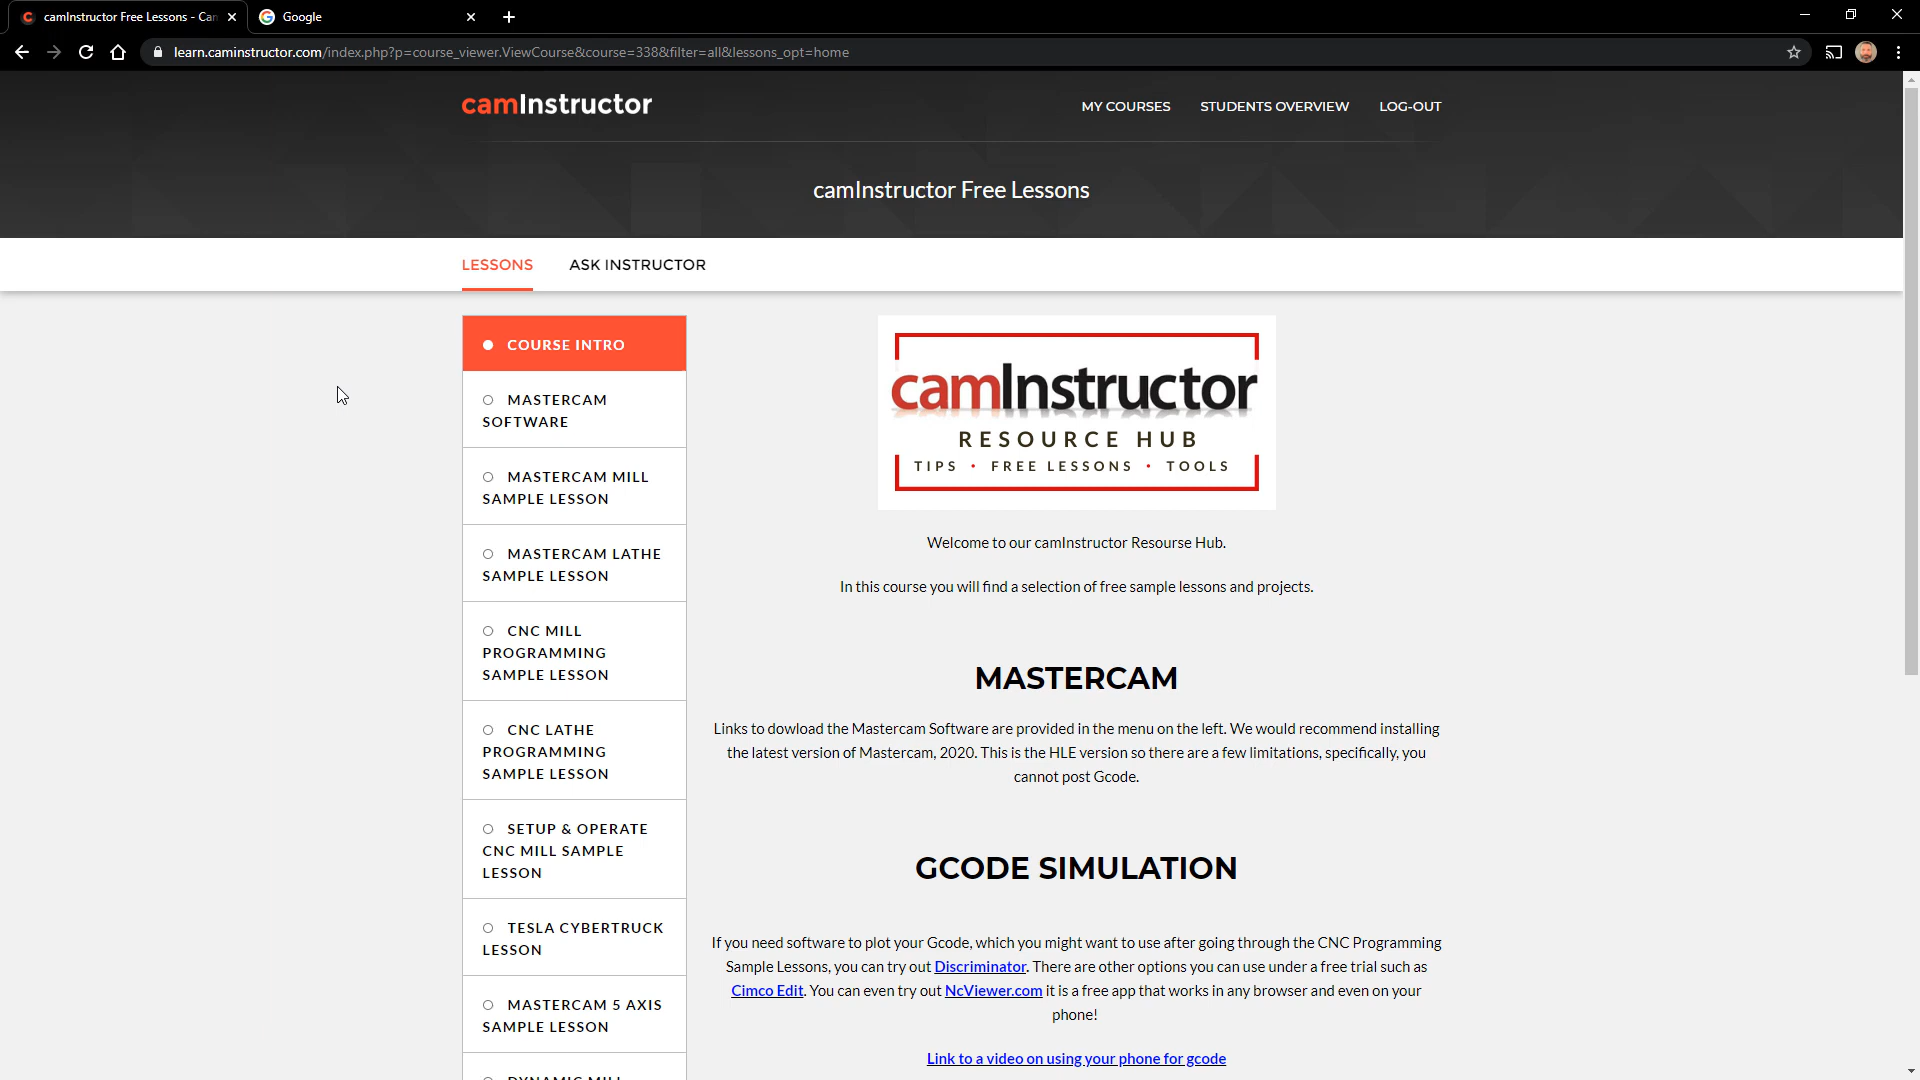 camInstructor Free Lessons - Can
Google
learn.caminstructor.com/index.php?p=course_viewer.ViewCourse&course=338&filter=all&lessons_opt=home
camInstructor
MY COURSES
STUDENTS OVERVIEW
LOG-OUT
camInstructor Free Lessons
LESSONS
ASK INSTRUCTOR
COURSE INTRO
MASTERCAM
SOFTWARE
MASTERCAM MILL
SAMPLE LESSON
MASTERCAM LATHE
SAMPLE LESSON
CNC MILL
PROGRAMMING
SAMPLE LESSON
CNC LATHE
PROGRAMMING
SAMPLE LESSON
SETUP & OPERATE
CNC MILL SAMPLE
LESSON
TESLA CYBERTRUCK
LESSON
MASTERCAM 5 AXIS
SAMPLE LESSON
DYNAMIC MILL
camInstructor
RESOURCE HUB
TIPS • FREE LESSONS • TOOLS
Welcome to our camInstructor Resourse Hub.
In this course you will find a selection of free sample lessons and projects.
MASTERCAM
Links to dowload the Mastercam Software are provided in the menu on the left. We would recommend installing
the latest version of Mastercam, 2020. This is the HLE version so there are a few limitations, specifically, you
cannot post Gcode.
GCODE SIMULATION
If you need software to plot your Gcode, which you might want to use after going through the CNC Programming
Sample Lessons, you can try out Discriminator. There are other options you can use under a free trial such as
Cimco Edit. You can even try out NcViewer.com it is a free app that works in any browser and even on your
phone!
Link to a video on using your phone for gcode